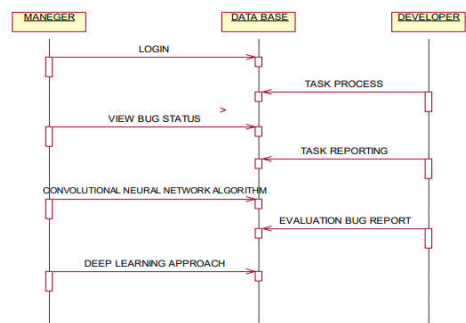 MANEGER DATA BASE DEVELOPER
LOGIN
TASK PROCESS
>
VIEW BUG STATUS
TASK REPORTING
CONVOLUTIONAL NEURAL NETWORK ALGORITHM
EVALUATION BUG REPORT
DEEP LEARNING APPROACH